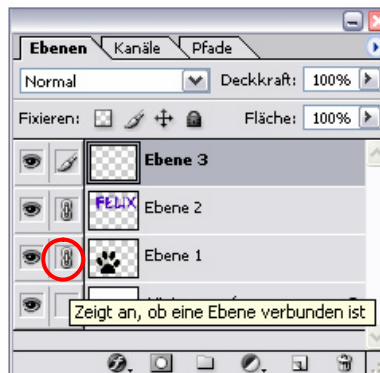 Ebenen Kanäle Pfade
Normal Deckkraft: 100%
Fixieren: Fläche: 100%
Ebene 3
FELIX Ebene 2
Ebene 1
Zeigt an, ob eine Ebene verbunden ist